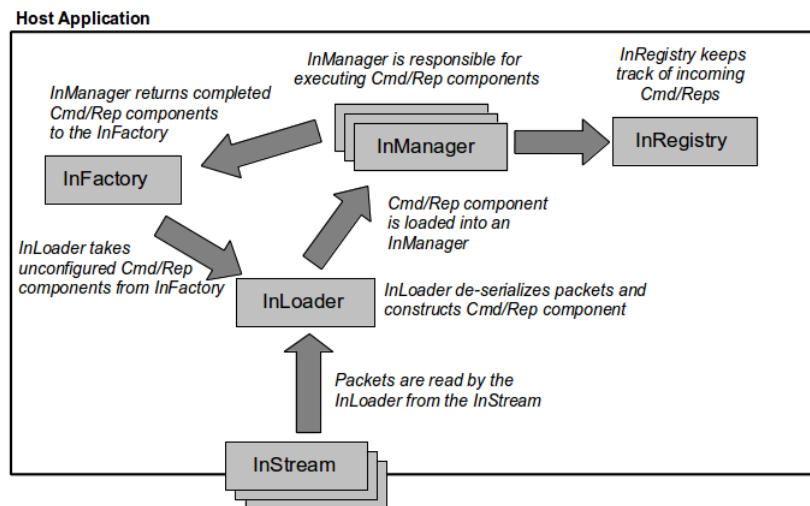 Host Application
InManager is responsible for
executing Cmd/Rep components
InRegistry keeps
track of incoming
Cmd/Reps
InManager returns completed
Cmd/Rep components
to the InFactory
InManager
InRegistry
InFactory
Cmd/Rep component
is loaded into an
InManager
InLoader takes
unconfigured Cmd/Rep
components from InFactory
InLoader
InLoader de-serializes packets and
constructs Cmd/Rep component
Packets are read by the
InLoader from the InStream
InStream